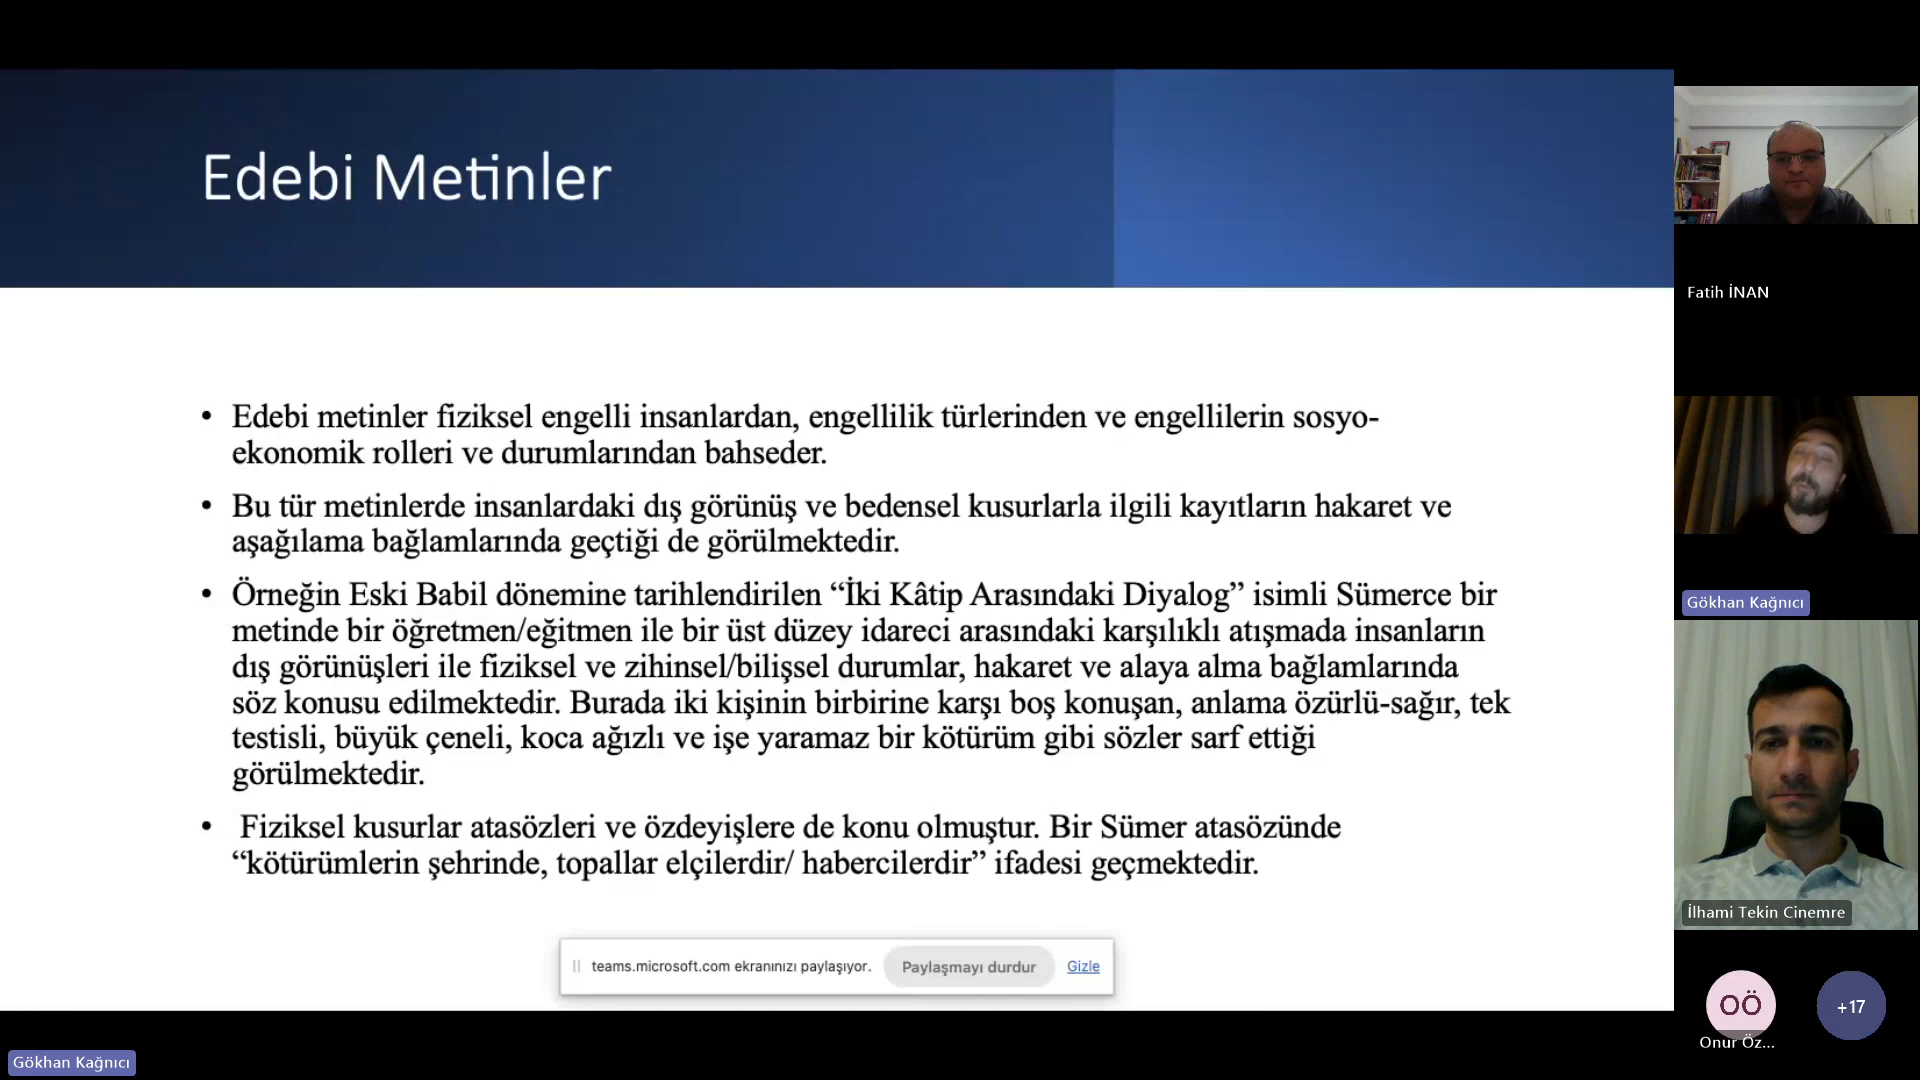 Edebi Metinler
• Edebi metinler fiziksel engelli insanlardan, engellilik türlerinden ve engellilerin sosyo-
ekonomik rolleri ve durumlarından bahseder.
• Bu tür metinlerde insanlardaki dış görünüş ve bedensel kusurlarla ilgili kayıtların hakaret ve
aşağılama bağlamlarında geçtiği de görülmektedir.
• Örneğin Eski Babil dönemine tarihlendirilen “İki Kâtip Arasındaki Diyalog” isimli Sümerce bir
metinde bir öğretmen/eğitmen ile bir üst düzey idareci arasındaki karşılıklı atışmada insanların
dış görünüşleri ile fiziksel ve zihinsel/bilişsel durumlar, hakaret ve alaya alma bağlamlarında
söz konusu edilmektedir. Burada iki kişinin birbirine karşı boş konuşan, anlama özürlü-sağır, tek
testisli, büyük çeneli, koca ağızlı ve işe yaramaz bir kötürüm gibi sözler sarf ettiği
görülmektedir.
• Fiziksel kusurlar atasözleri ve özdeyişlere de konu olmuştur. Bir Sümer atasözünde
“kötürümlerin şehrinde, topallar elçilerdir/ habercilerdir” ifadesi geçmektedir.
teams.microsoft.com ekranınızı paylaşıyor. Paylaşmayı durdur Gizle
Gökhan Kağnıcı
Fatih İNAN
Gökhan Kağnıcı
İlhami Tekin Cinemre
OÖ
Onur Öz...
+17